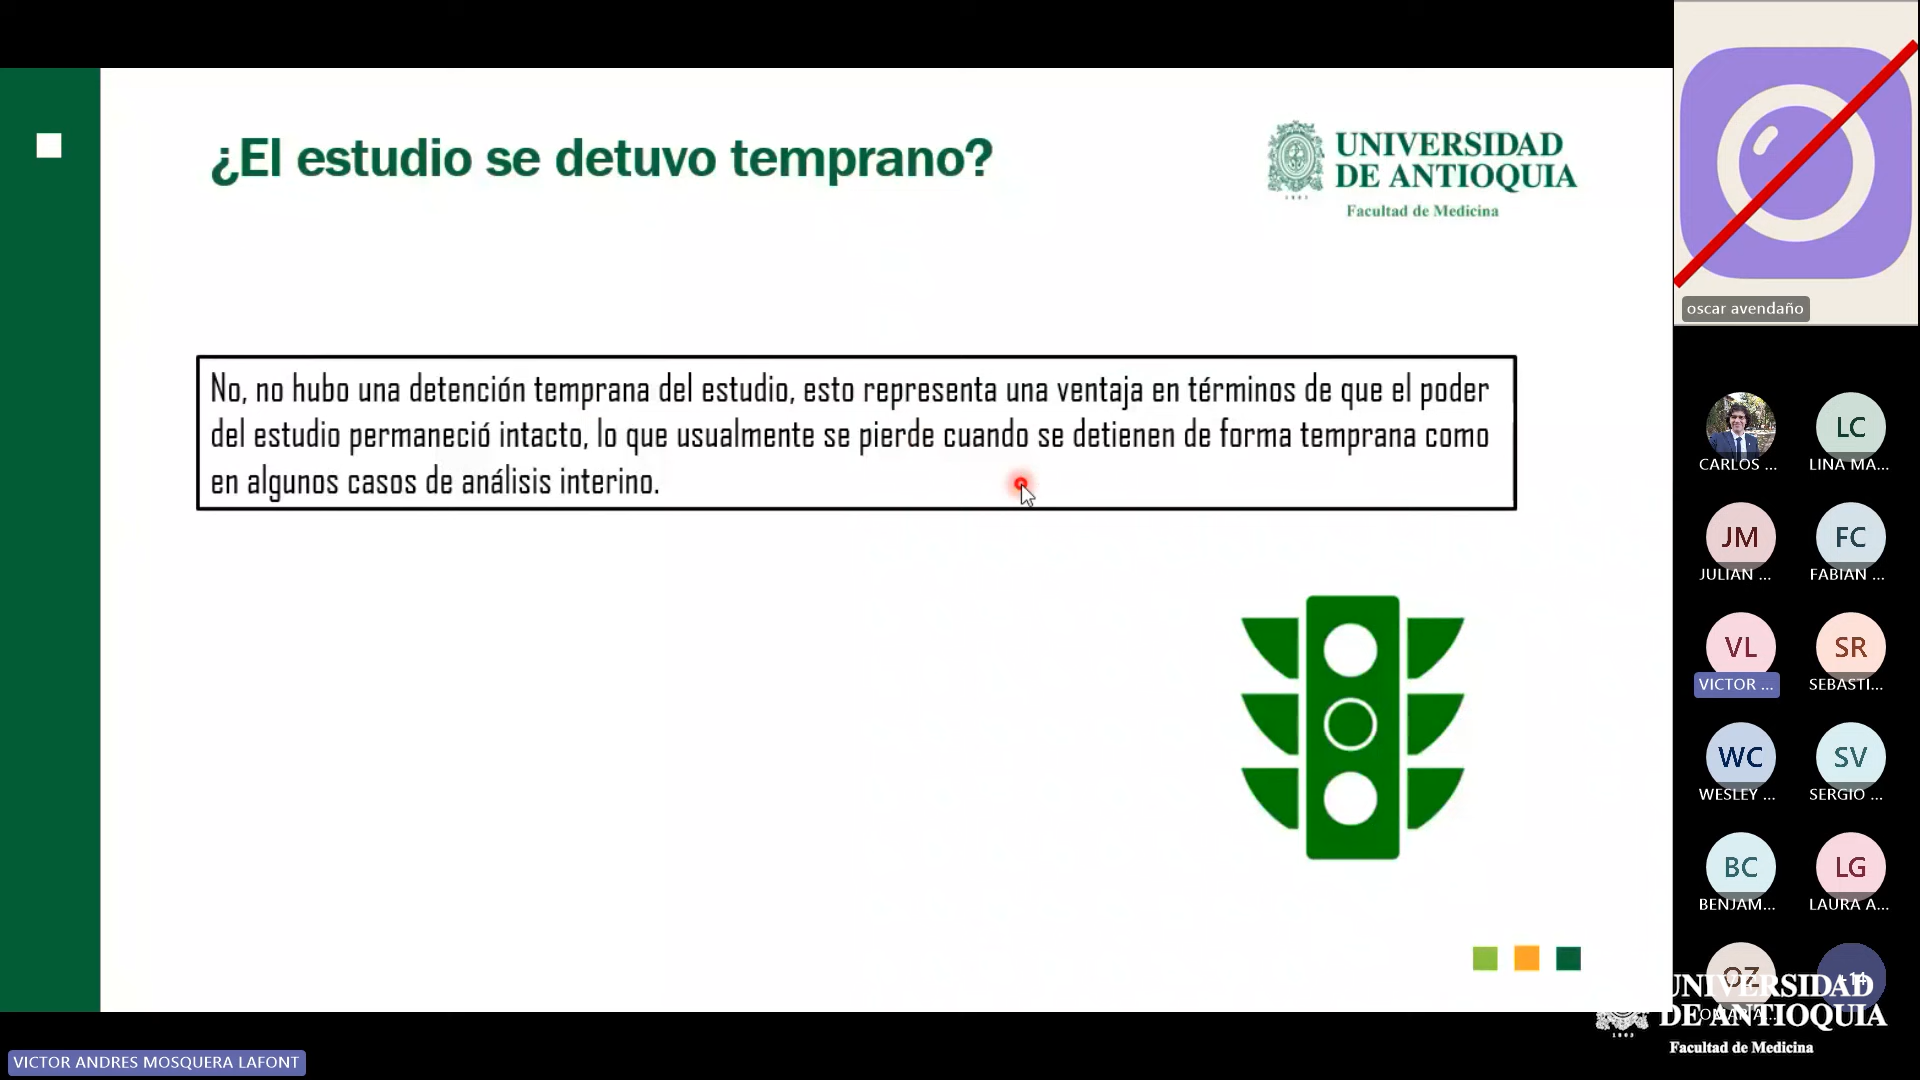 ¿El estudio se detuvo temprano?
UNIVERSIDAD
DE ANTIOQUIA
1803
Facultad de Medicina
No, no hubo una detención temprana del estudio, esto representa una ventaja en términos de que el poder
del estudio permaneció intacto, lo que usualmente se pierde cuando se detienen de forma temprana como
en algunos casos de análisis interino.
oscar avendaño
CARLOS ...
LC
LINA MA...
JM
JULIAN ...
FC
FABIAN ...
VL
VICTOR ...
SR
SEBASTI...
WC
WESLEY ...
SV
SERGIO ...
BC
BENJAM...
LG
LAURA A...
OZ
+14
UNIVERSIDAD
DE ANTIOQUIA
1803
Facultad de Medicina
VICTOR ANDRES MOSQUERA LAFONT